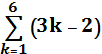 6
∑(3k – 2)
k=1